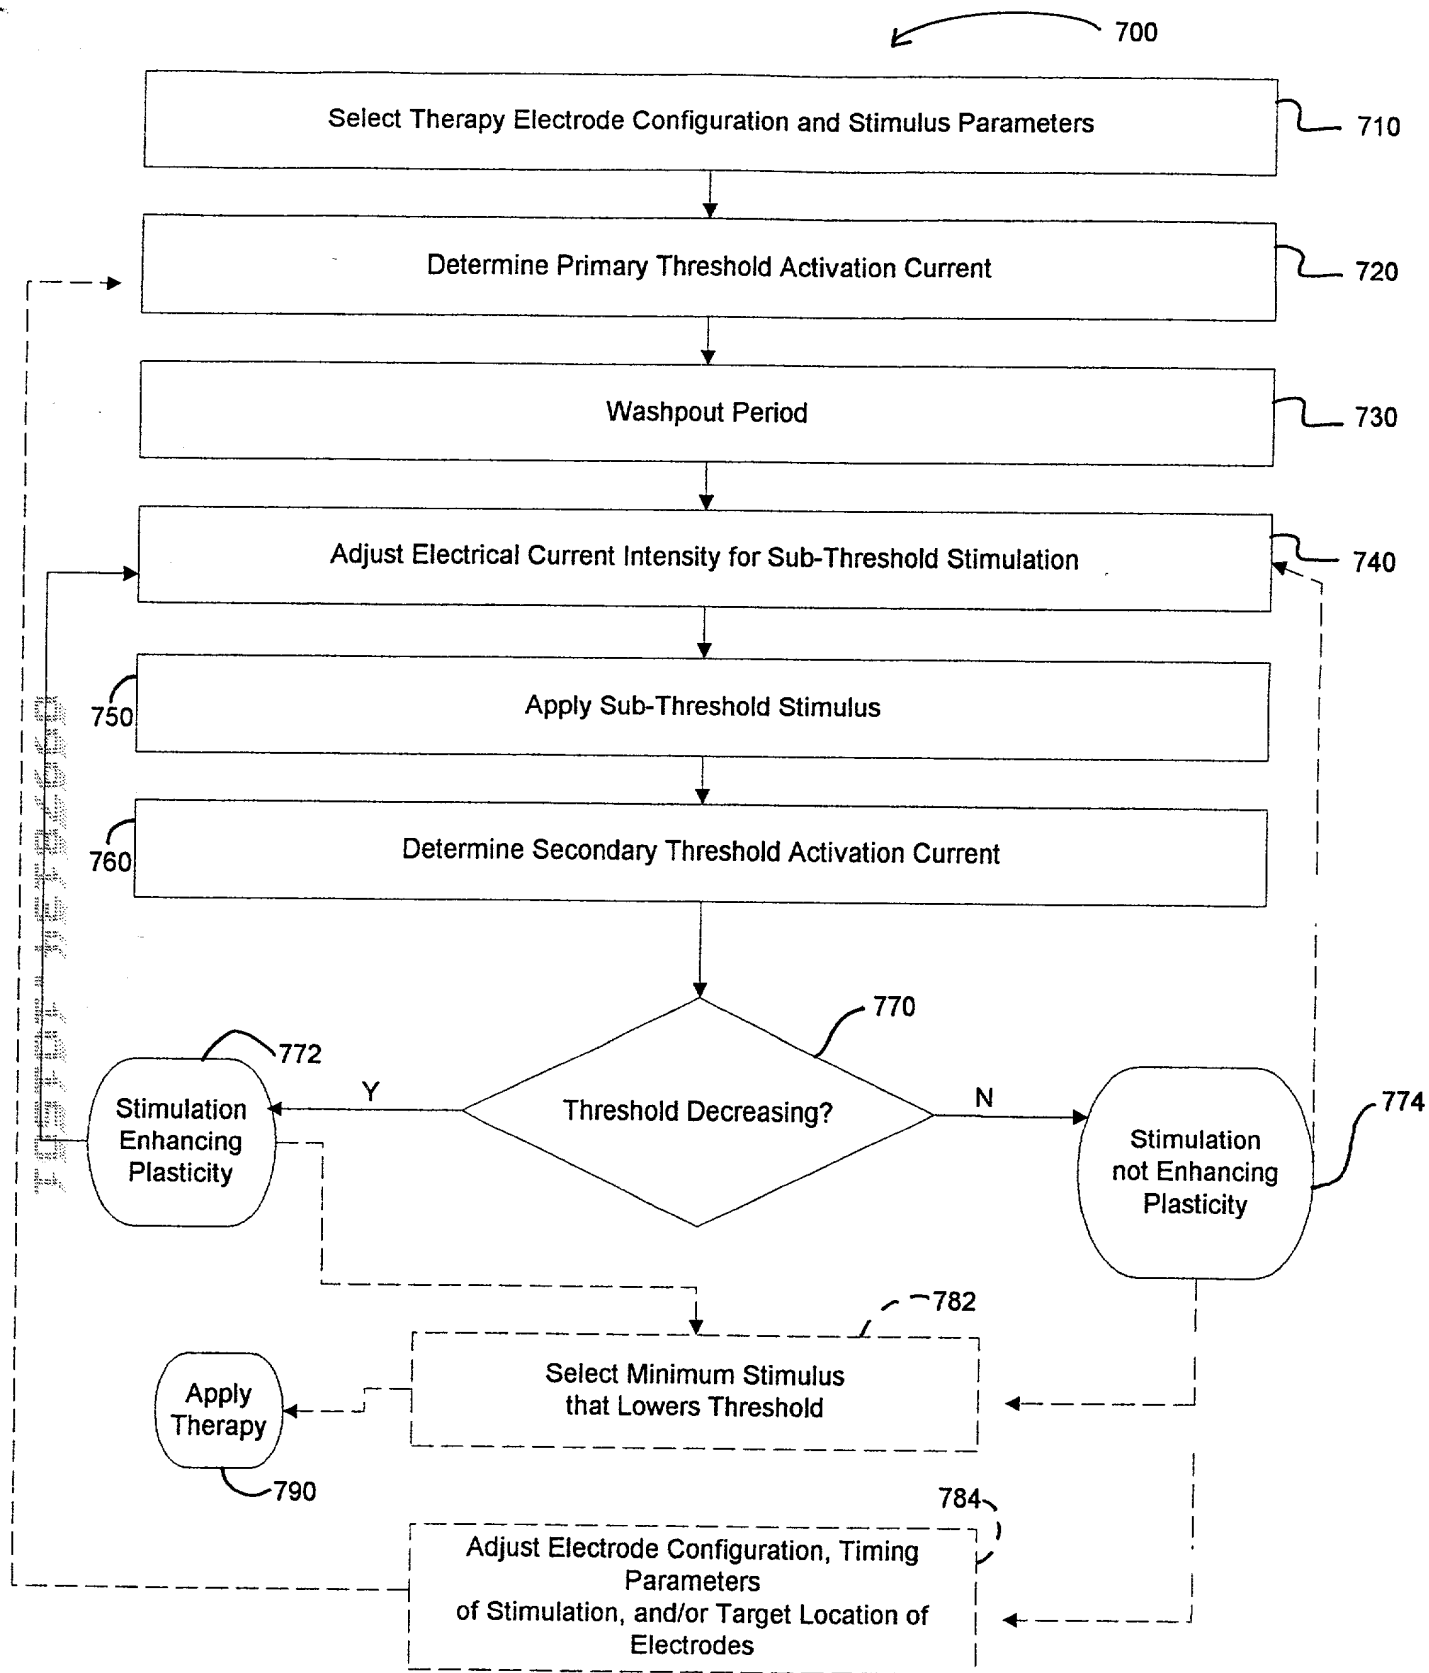 700
Select Therapy Electrode Configuration and Stimulus Parameters
710
Determine Primary Threshold Activation Current
720
Washpout Period
730
Adjust Electrical Current Intensity for Sub-Threshold Stimulation
740
Apply Sub-Threshold Stimulus
750
Determine Secondary Threshold Activation Current
760
770
Threshold Decreasing?
Y
N
772
Stimulation
Enhancing
Plasticity
774
Stimulation
not Enhancing
Plasticity
782
Select Minimum Stimulus
that Lowers Threshold
Apply
Therapy
790
784
Adjust Electrode Configuration, Timing
Parameters
of Stimulation, and/or Target Location of
Electrodes